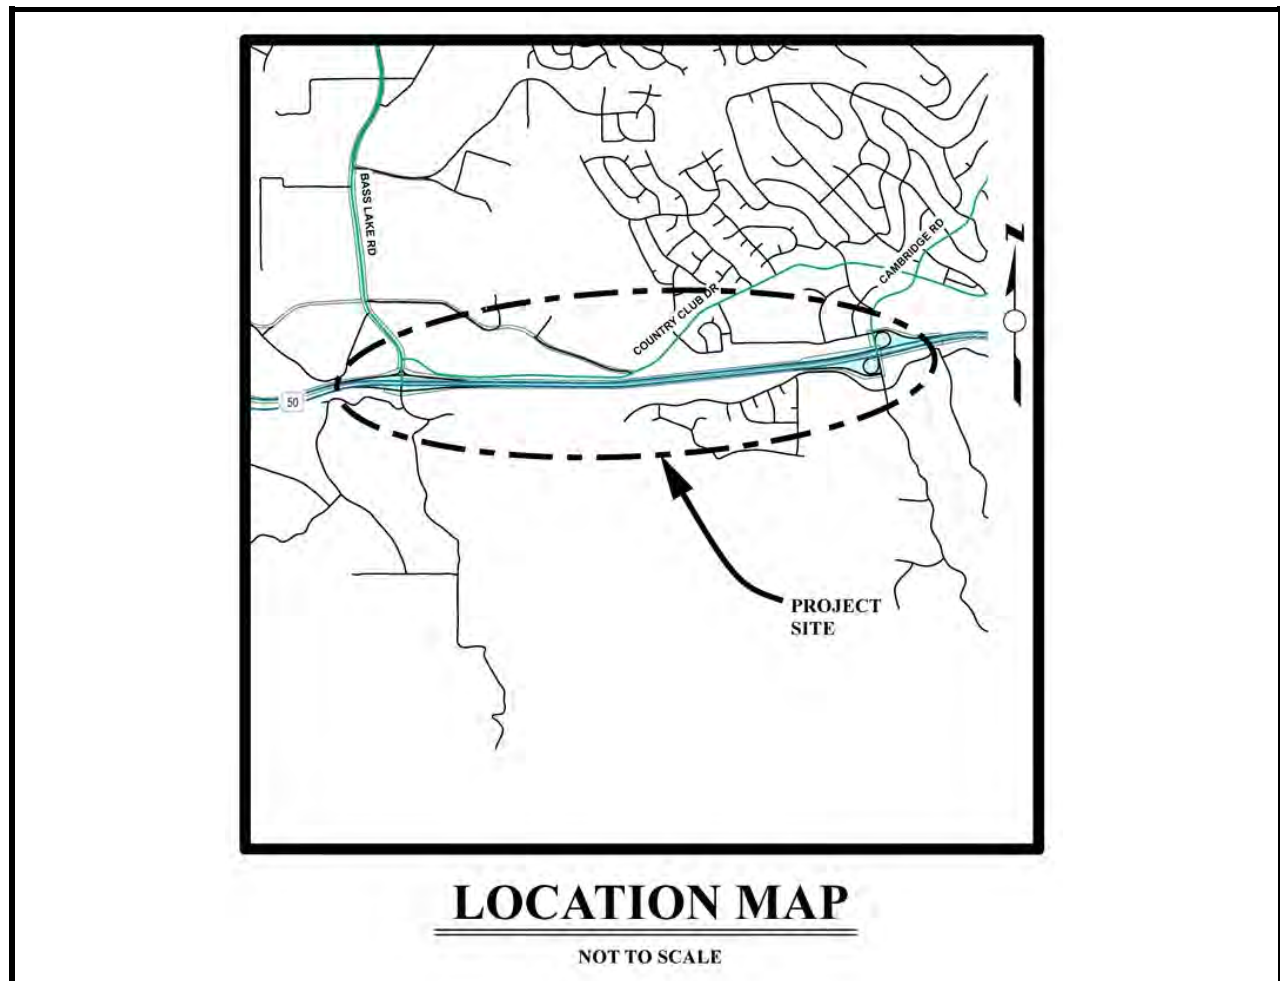 BASS LAKE RD
CAMBRIDGE RD
N
COUNTRY CLUB DR
50
PROJECT
SITE
LOCATION MAP
NOT TO SCALE